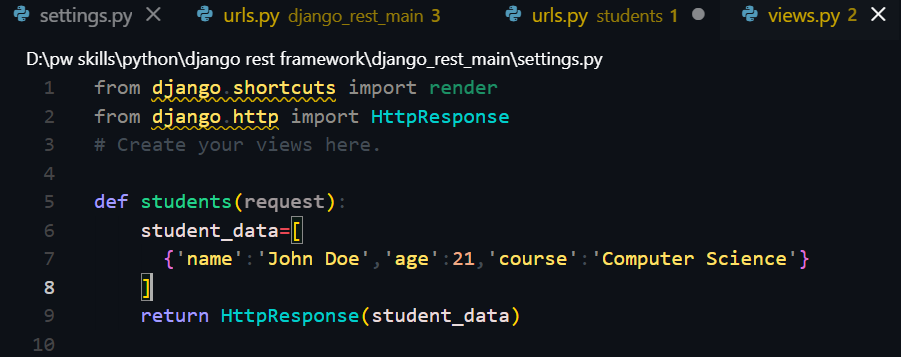 settings.py
urls.py django_rest_main 3
urls.py students 1
views.py 2
D:\pw skills\python\django rest framework\django_rest_main\settings.py
1 from django.shortcuts import render
2 from django.http import HttpResponse
3 # Create your views here.
4
5 def students(request):
6     student_data=[
7       {'name':'John Doe','age':21,'course':'Computer Science'}
8     ]
9     return HttpResponse(student_data)
10